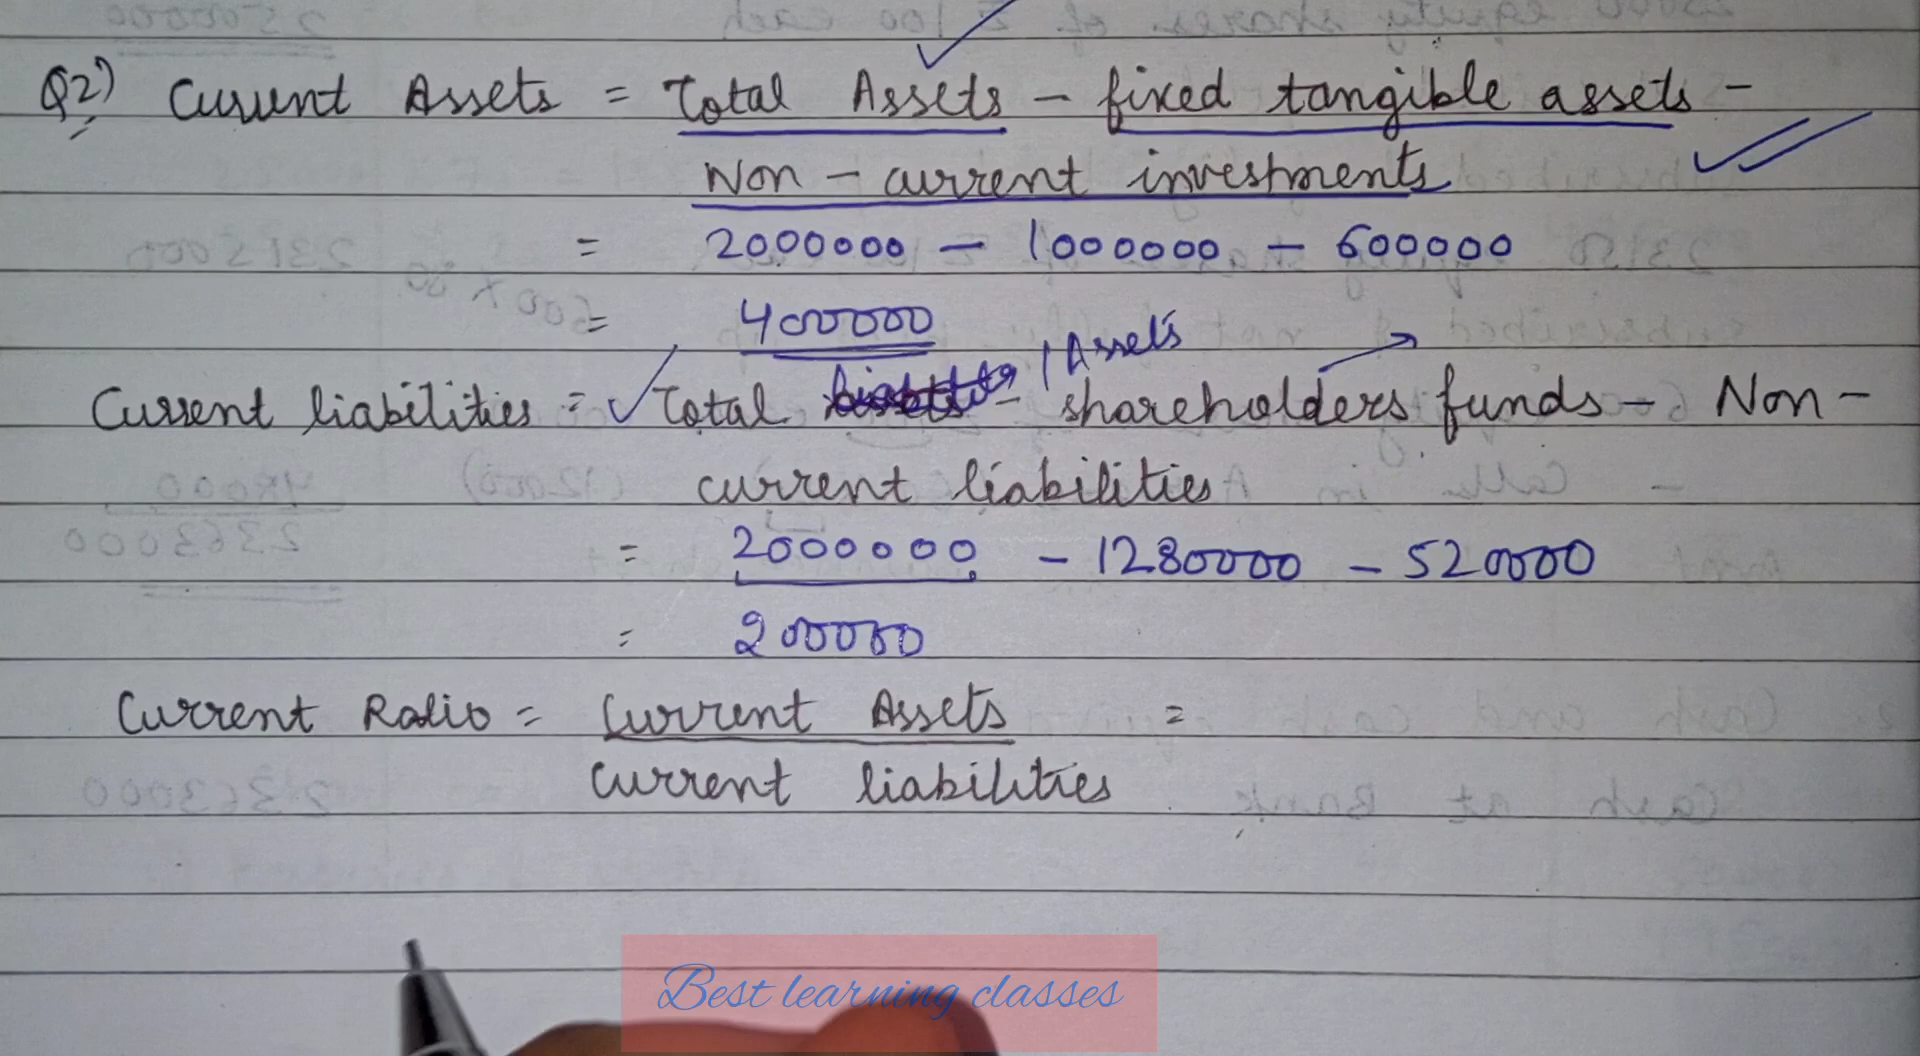 Q2) Current Assets = Total Assets - fixed tangible assets -
Non - current investments
= 2000000 - 1000000 - 600000
= 400000
Assets
Current liabilities = Total - shareholders funds - Non -
current liabilities
= 2000000 - 1280000 - 520000
= 200000
Current Ratio = Current Assets =
Current liabilities
Best learning classes